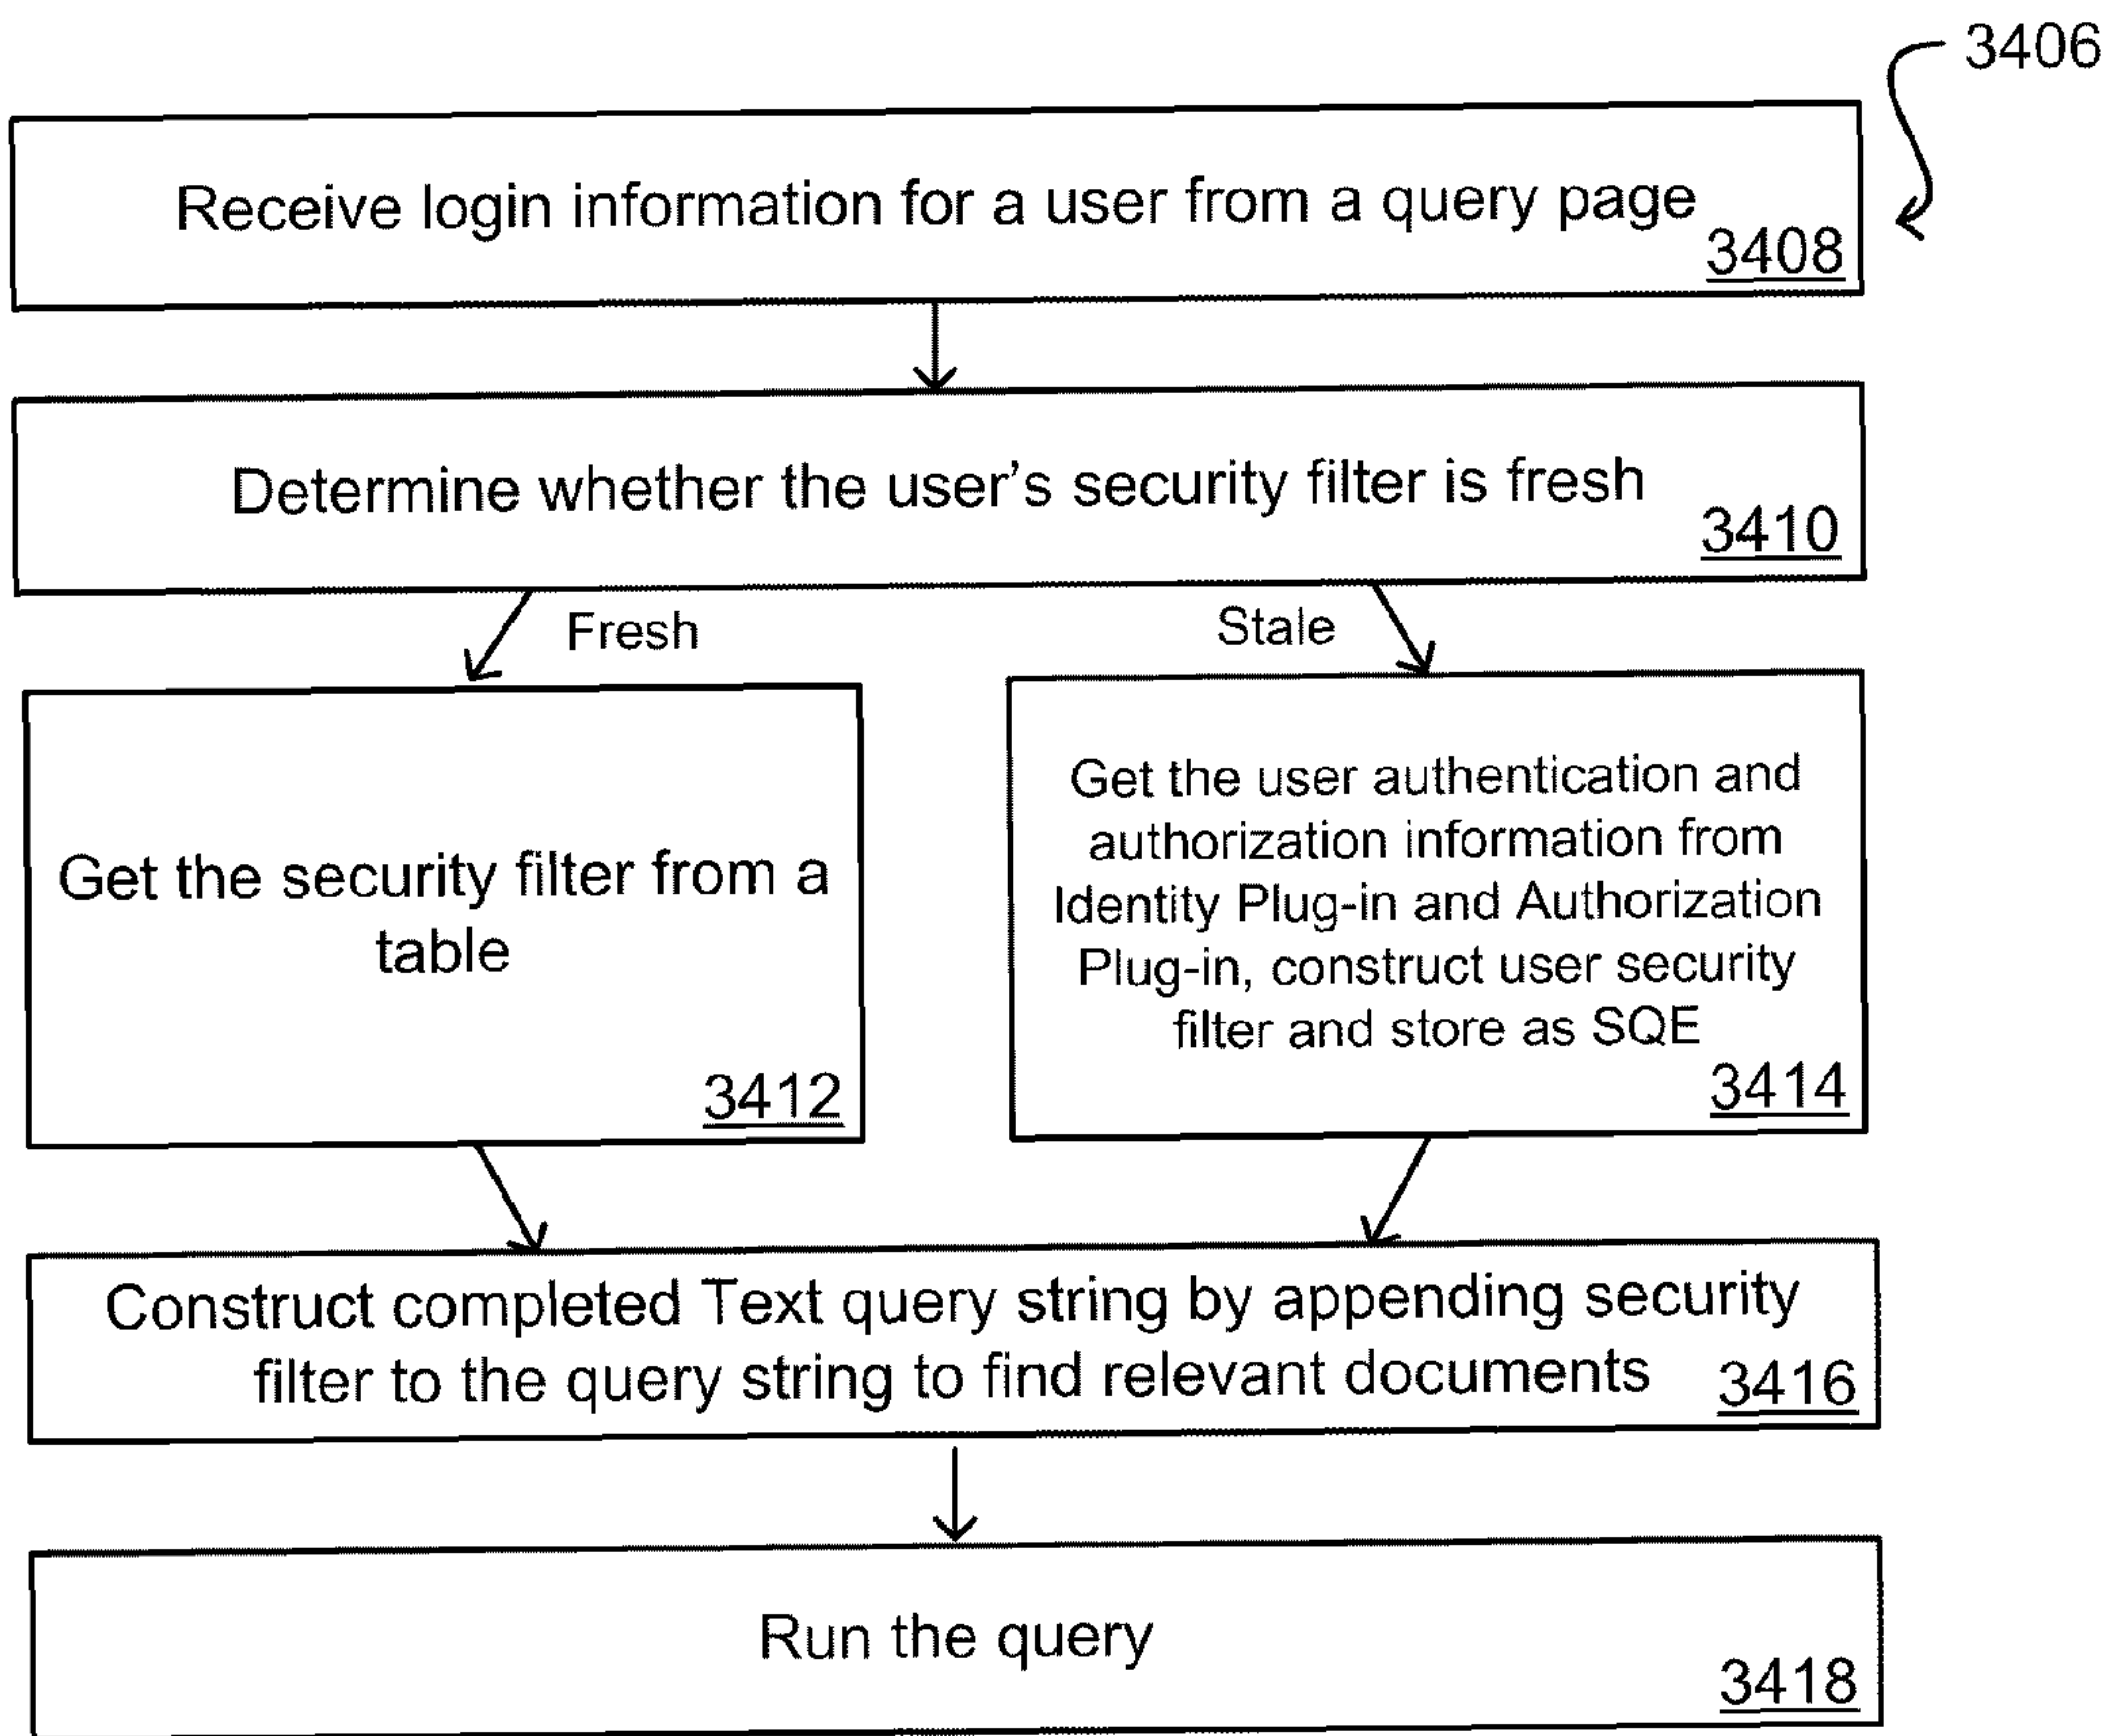 3406
Receive login information for a user from a query page
3408
Determine whether the user's security filter is fresh
3410
Fresh
Stale
Get the security filter from a
table
3412
Get the user authentication and
authorization information from
Identity Plug-in and Authorization
Plug-in, construct user security
filter and store as SQE
3414
Construct completed Text query string by appending security
filter to the query string to find relevant documents
3416
Run the query
3418